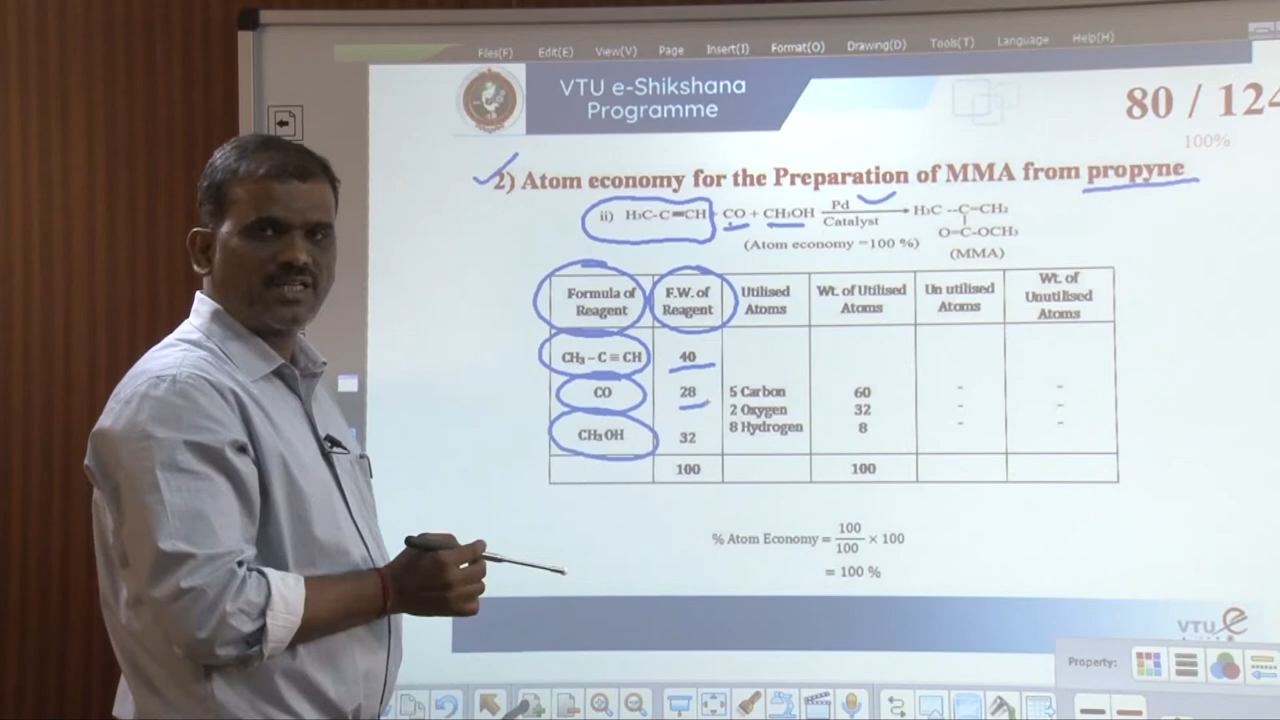 Files(F) Edit(E) View(V) Page Insert(I) Format(O) Drawing(D) Tools(T) Language Help(H)
VTU e-Shikshana
Programme
80 / 124
100%
2) Atom economy for the Preparation of MMA from propyne
ii) H₃C-C≡CH + CO + CH₃OH Pd Catalyst H₃C --C=CH₂
O=C-OCH₃
(Atom economy =100 %)
(MMA)
Formula of Reagent F.W. of Reagent Utilised Atoms Wt. of Utilised Atoms Un utilised Atoms Wt. of Unutilised Atoms
CH₃ – C ≡ CH 40
CO 28 5 Carbon 60 - -
2 Oxygen 32 - -
8 Hydrogen 8 - -
CH₃ OH 32
100 100
% Atom Economy = 100/100 × 100
= 100 %
VTU e
Property: